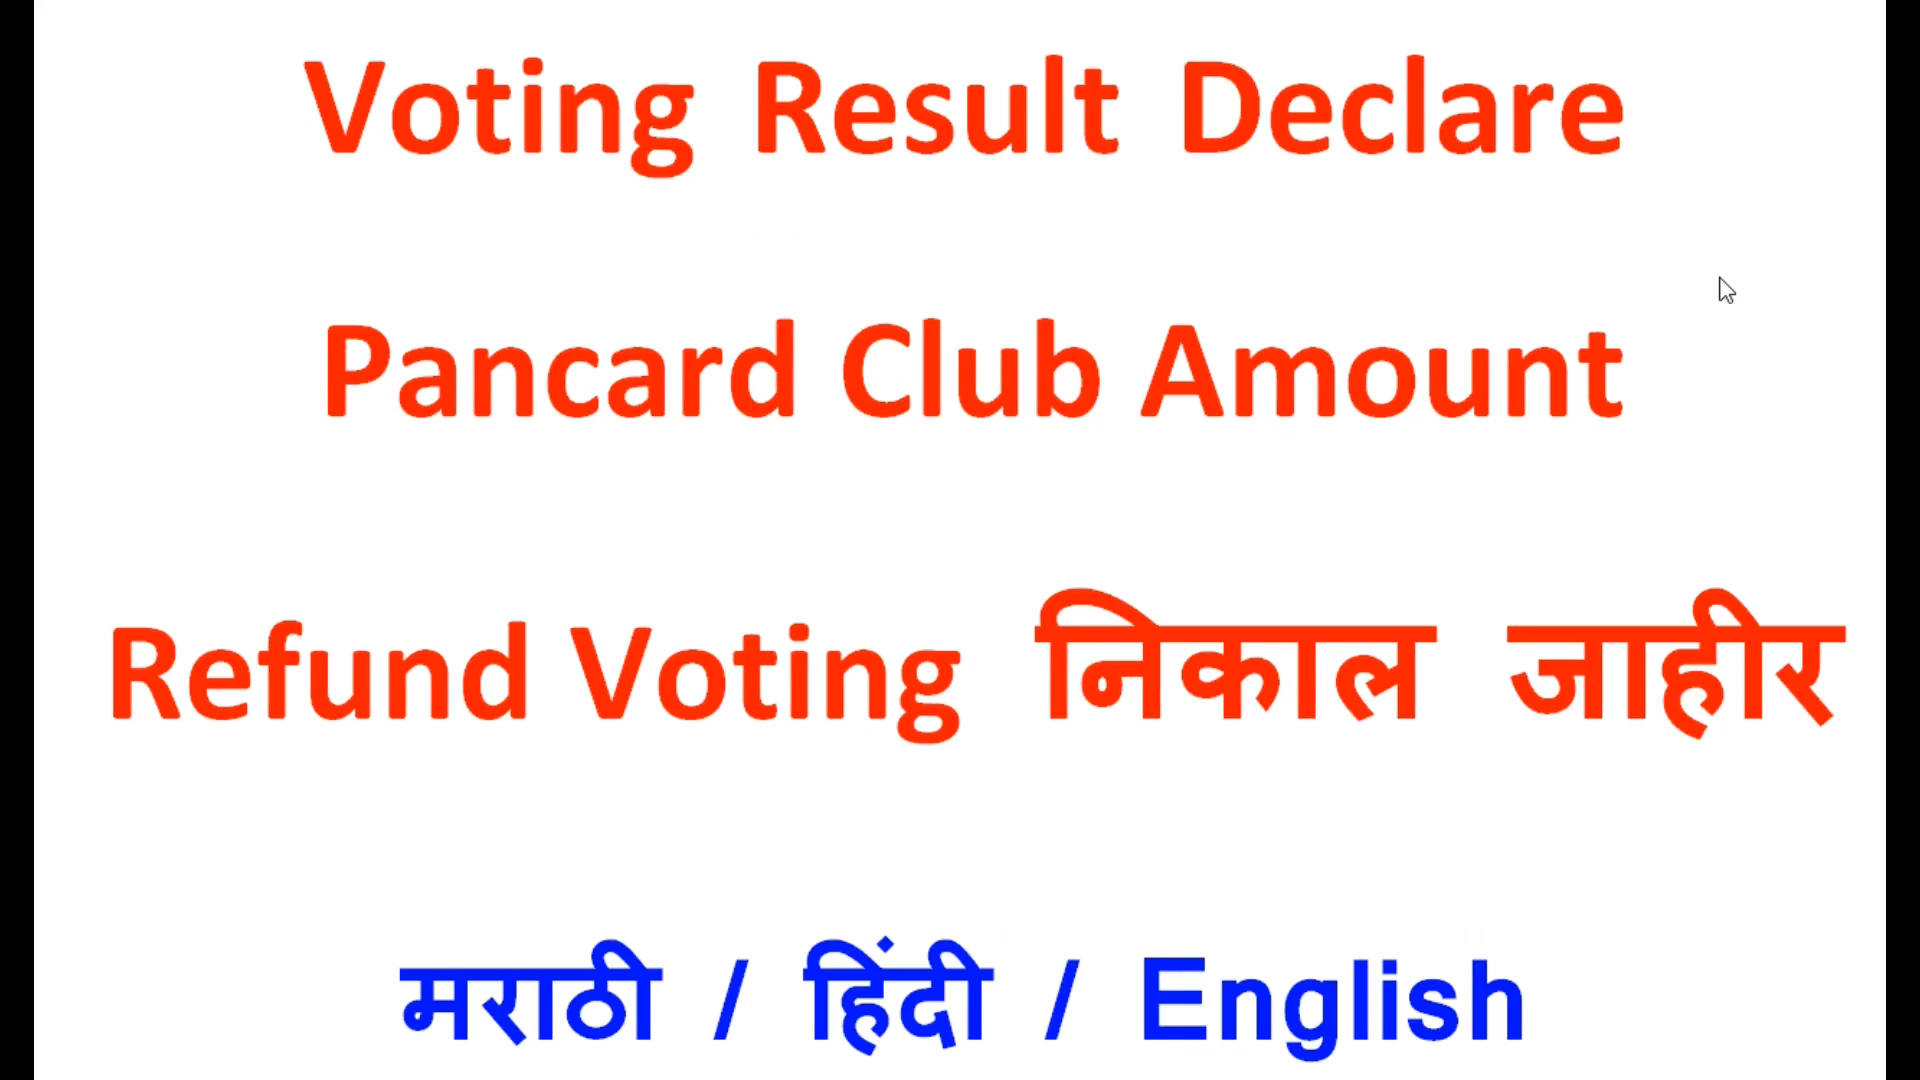 Voting Result Declare
Pancard Club Amount
Refund Voting निकाल जाहीर
मराठी / हिंदी / English